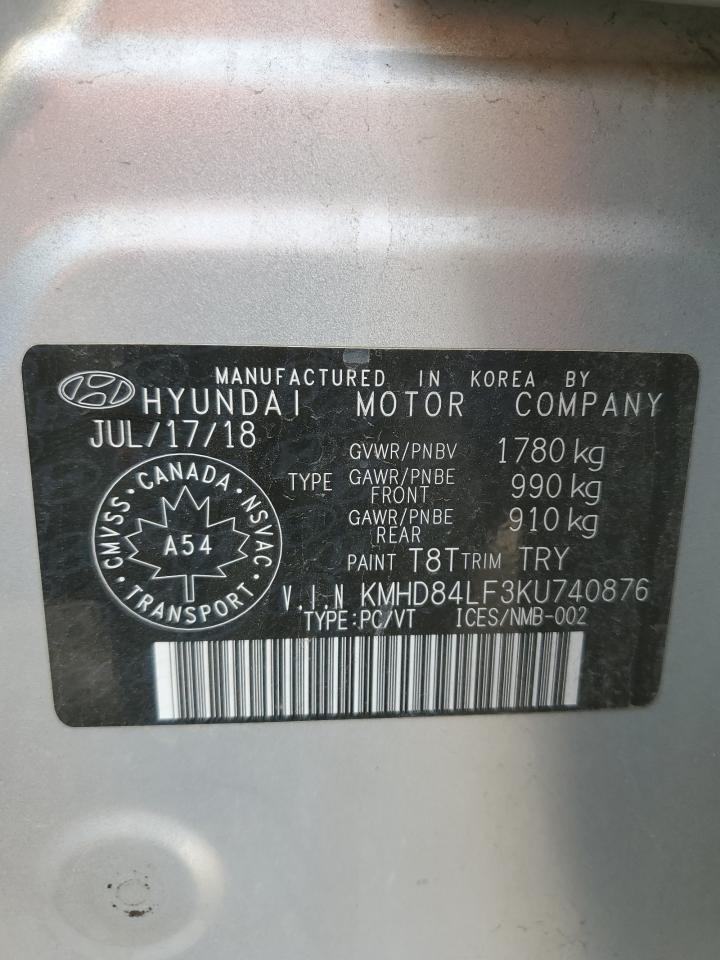 MANUFACTURED IN KOREA BY
HYUNDAI MOTOR COMPANY
JUL/17/18
GVWR/PNBV 1780 kg
TYPE GAWR/PNBE FRONT 990 kg
GAWR/PNBE REAR 910 kg
PAINT T8T TRIM TRY
CMVSS · CANADA · NSVAC · TRANSPORT ·
A54
V.I.N KMHD84LF3KU740876
TYPE:PC/VT ICES/NMB-002